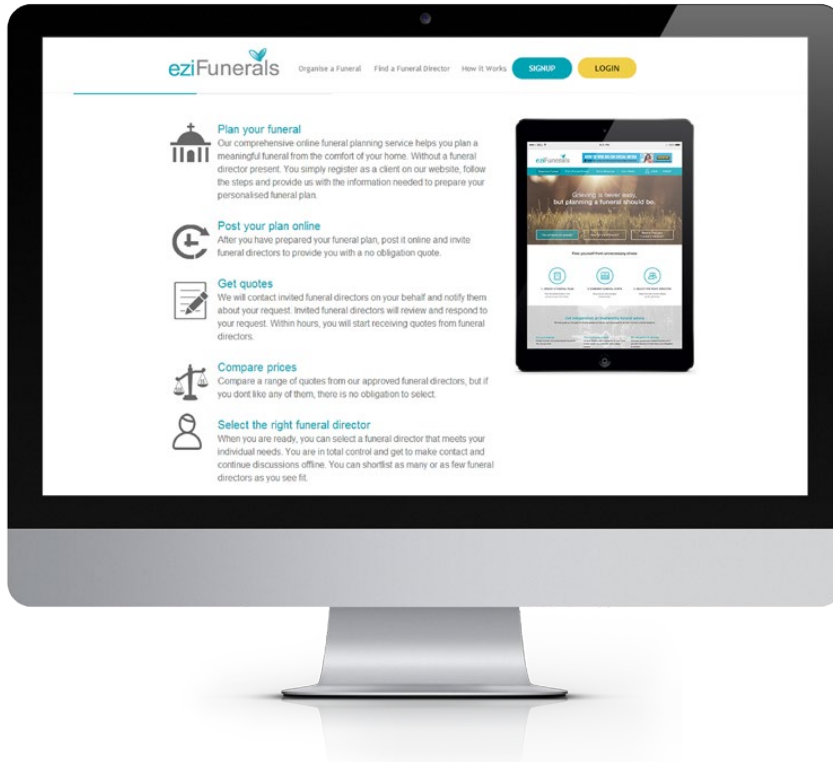 eziFunerals
Organise a Funeral Find a Funeral Director How It Works SIGNUP LOGIN
Plan your funeral
Our comprehensive online funeral planning service helps you plan a
meaningful funeral from the comfort of your home. Without a funeral
director present. You simply register as a client on our website, follow
the steps and provide us with the information needed to prepare your
personalised funeral plan.
Post your plan online
After you have prepared your funeral plan, post it online and invite
funeral directors to provide you with a no obligation quote.
Get quotes
We will contact invited funeral directors on your behalf and notify them
about your request. Invited funeral directors will review and respond to
your request. Within hours, you will start receiving quotes from funeral
directors.
Compare prices
Compare a range of quotes from our approved funeral directors, but if
you dont like any of them, there is no obligation to select.
Select the right funeral director
When you are ready, you can select a funeral director that meets your
individual needs. You are in total control and get to make contact and
continue discussions offline. You can shortlist as many or as few funeral
directors as you see fit.
eziFunerals
Grieving is never easy,
but planning a funeral should be.
Free yourself from unnecessary stress